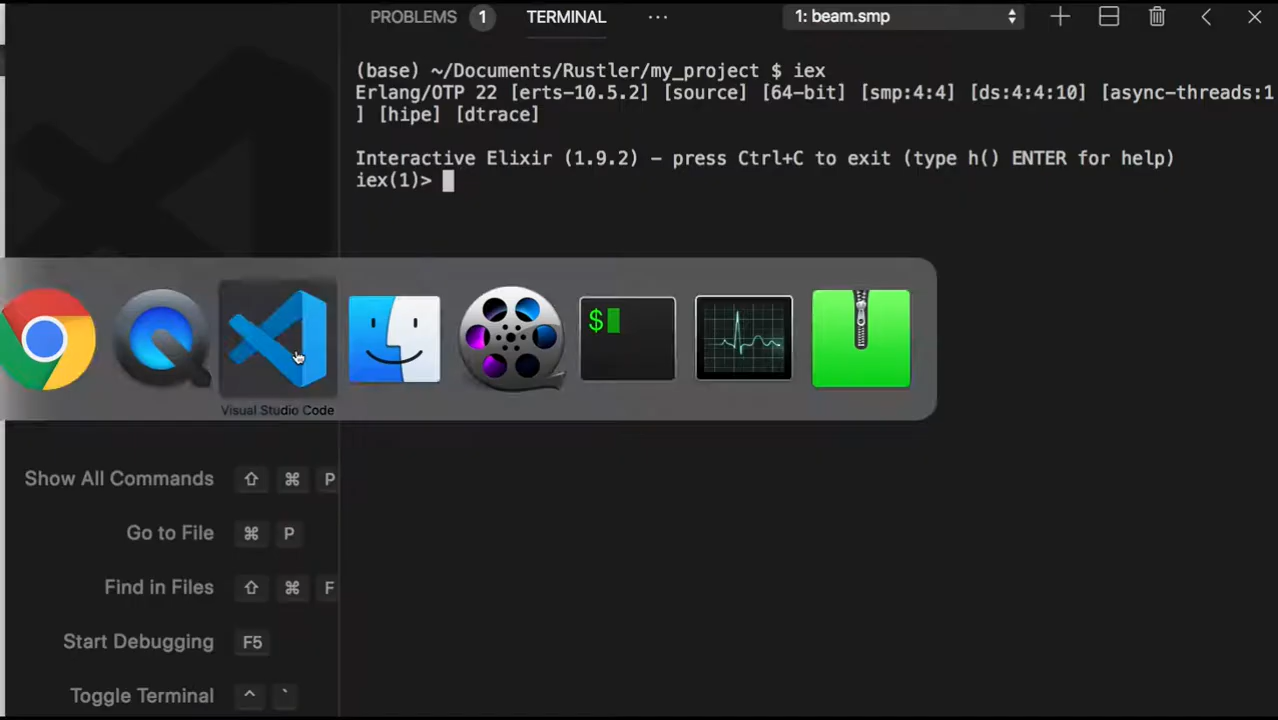 PROBLEMS 1 TERMINAL ··· 1: beam.smp
(base) ~/Documents/Rustler/my_project $ iex
Erlang/OTP 22 [erts-10.5.2] [source] [64-bit] [smp:4:4] [ds:4:4:10] [async-threads:1
] [hipe] [dtrace]
Interactive Elixir (1.9.2) - press Ctrl+C to exit (type h() ENTER for help)
iex(1)>
$
Visual Studio Code
Show All Commands ⇧ ⌘ P
Go to File ⌘ P
Find in Files ⇧ ⌘ F
Start Debugging F5
Toggle Terminal ^ `